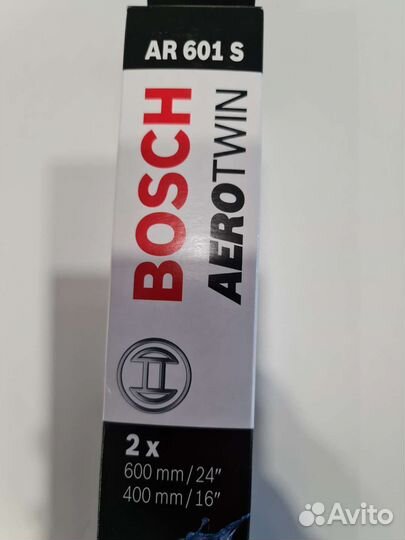 AR 601 S
BOSCH
AEROTWIN
2 x
600 mm/24”
400 mm/16”
Avito